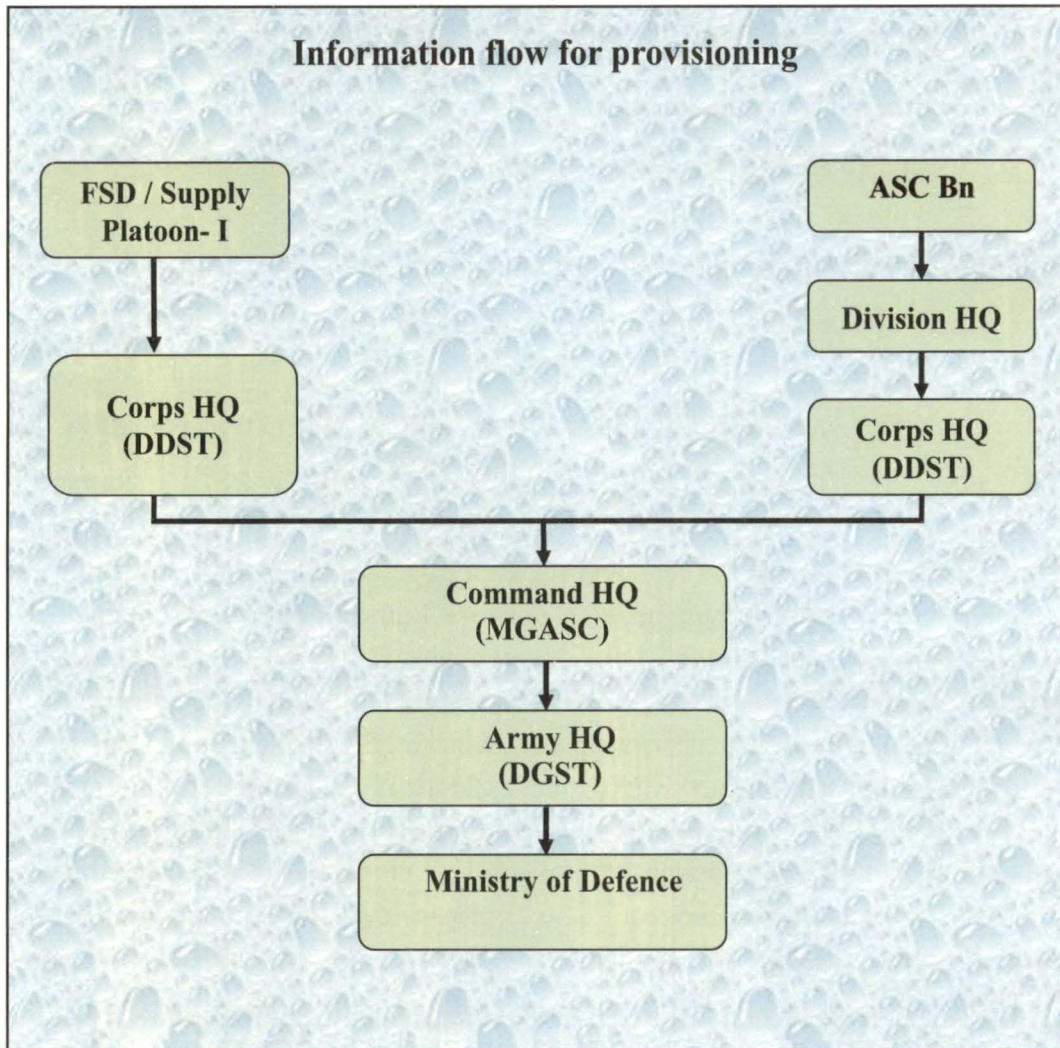 Information flow for provisioning
FSD / Supply
Platoon- I
Corps HQ
(DDST)
ASC Bn
Division HQ
Corps HQ
(DDST)
Command HQ
(MGASC)
Army HQ
(DGST)
Ministry of Defence